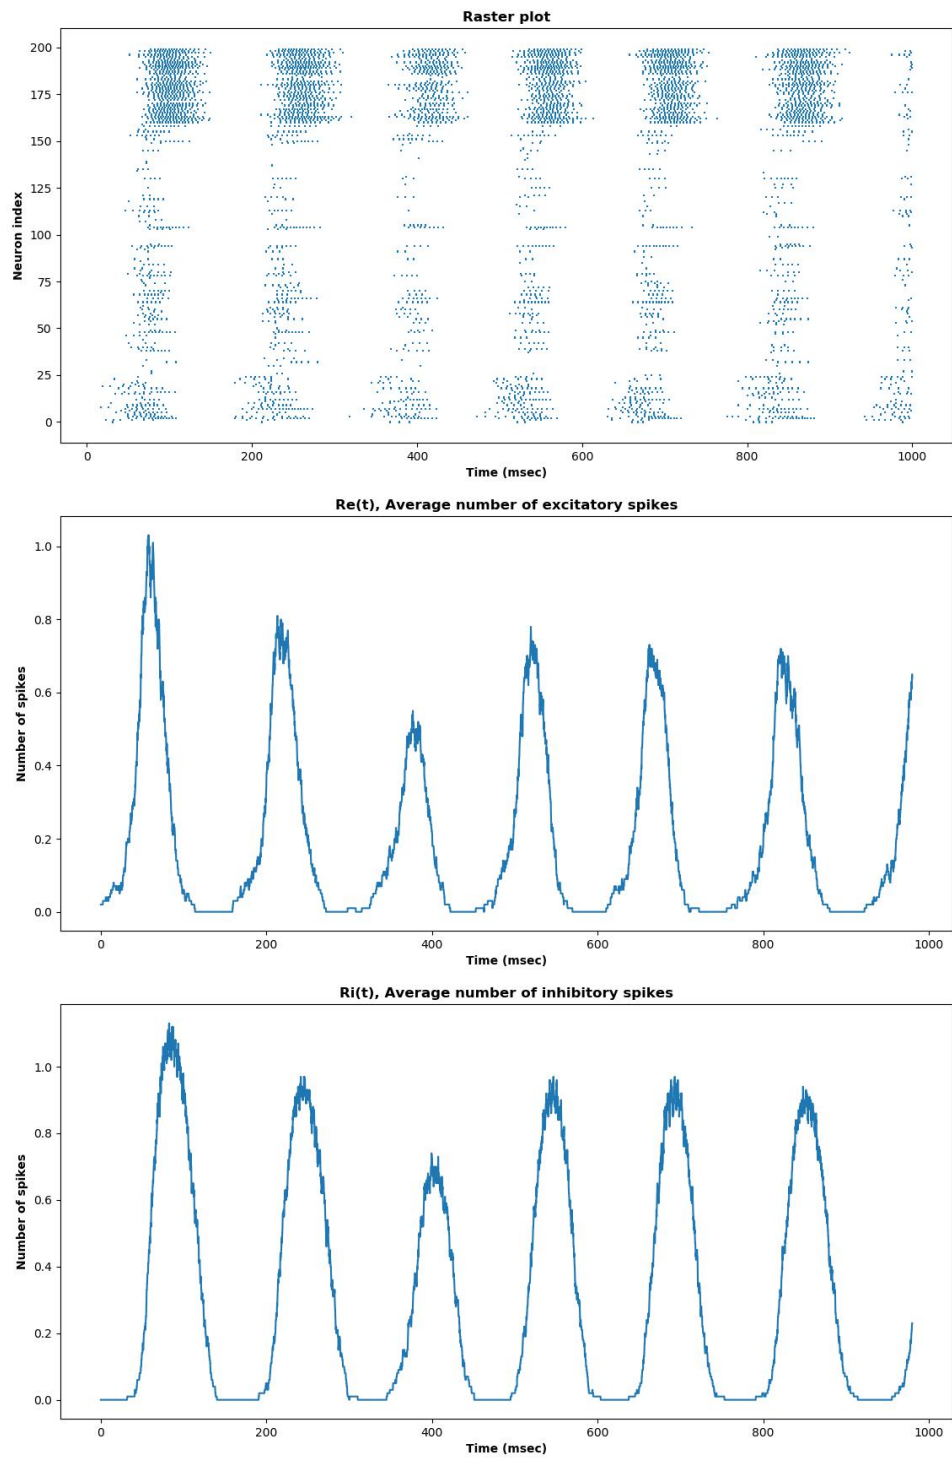 Raster plot
200
175
150
125
100
75
50
25
0
Neuron index
0 200 400 600 800 1000
Time (msec)
Re(t), Average number of excitatory spikes
1.0
0.8
0.6
0.4
0.2
0.0
Number of spikes
0 200 400 600 800 1000
Time (msec)
Ri(t), Average number of inhibitory spikes
1.0
0.8
0.6
0.4
0.2
0.0
Number of spikes
0 200 400 600 800 1000
Time (msec)